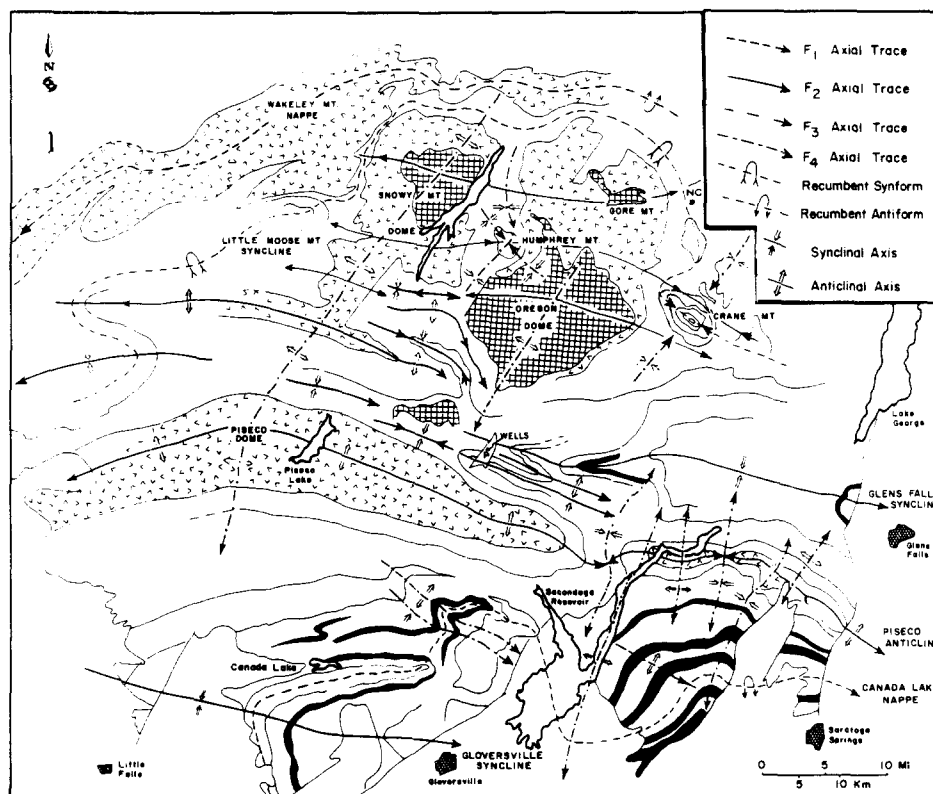 N
F1 Axial Trace
F2 Axial Trace
F3 Axial Trace
F4 Axial Trace
Recumbent Synform
Recumbent Antiform
Synclinal Axis
Anticlinal Axis
WAKELEY MT.
NAPPE
SNOWY MT
DOME
GORE MT.
NC
LITTLE MOOSE MT
SYNCLINE
HUMPHREY MT.
OREGON
DOME
CRANE MT
Lake
George
PISECO
DOME
Piseco
Lake
WELLS
GLENS FALL
SYNCLIN
Glens
Falls
Sacandaga
Resevoir
PISECO
ANTICLIN
Canada Lake
CANADA LAK
NAPPE
Little
Falls
GLOVERSVILLE
SYNCLINE
Gloversville
Saratoga
Springs
0 5 10 Mi
5 10 Km